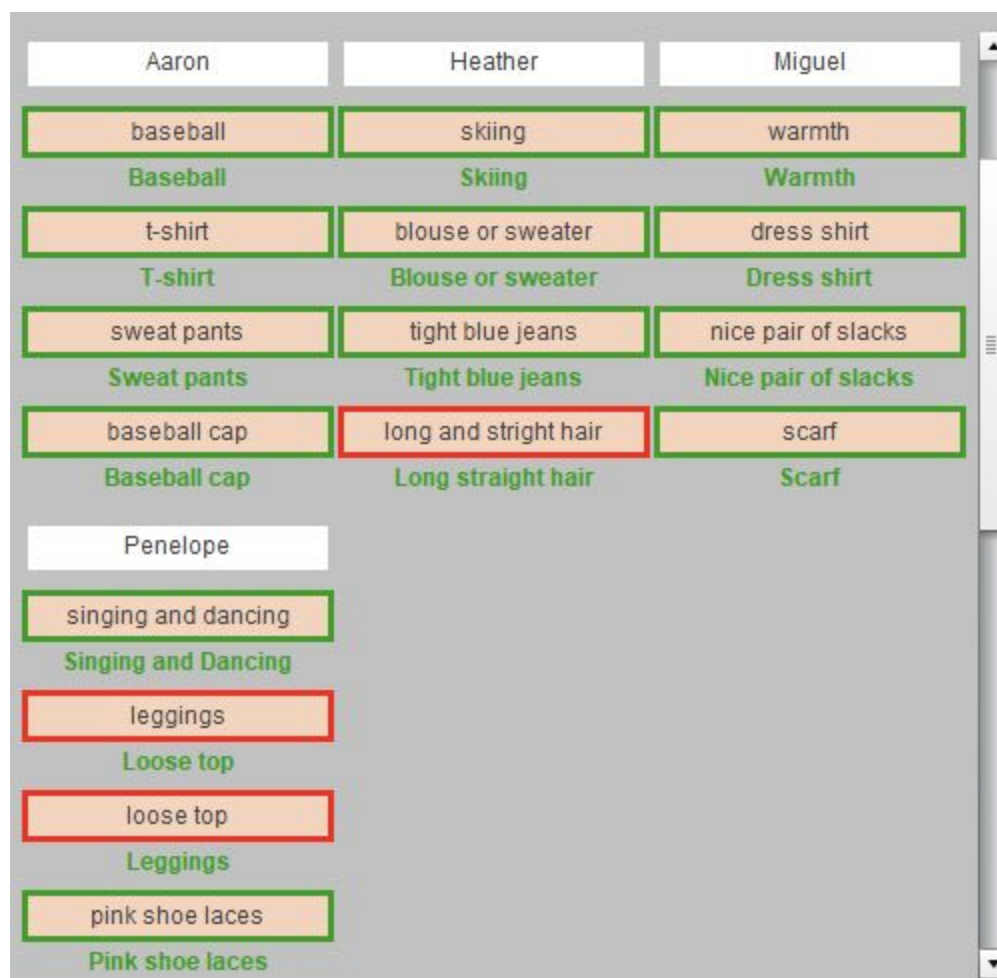 Aaron Heather Miguel
baseball skiing warmth
Baseball Skiing Warmth
t-shirt blouse or sweater dress shirt
T-shirt Blouse or sweater Dress shirt
sweat pants tight blue jeans nice pair of slacks
Sweat pants Tight blue jeans Nice pair of slacks
baseball cap long and stright hair scarf
Baseball cap Long straight hair Scarf
Penelope
singing and dancing
Singing and Dancing
leggings
Loose top
loose top
Leggings
pink shoe laces
Pink shoe laces